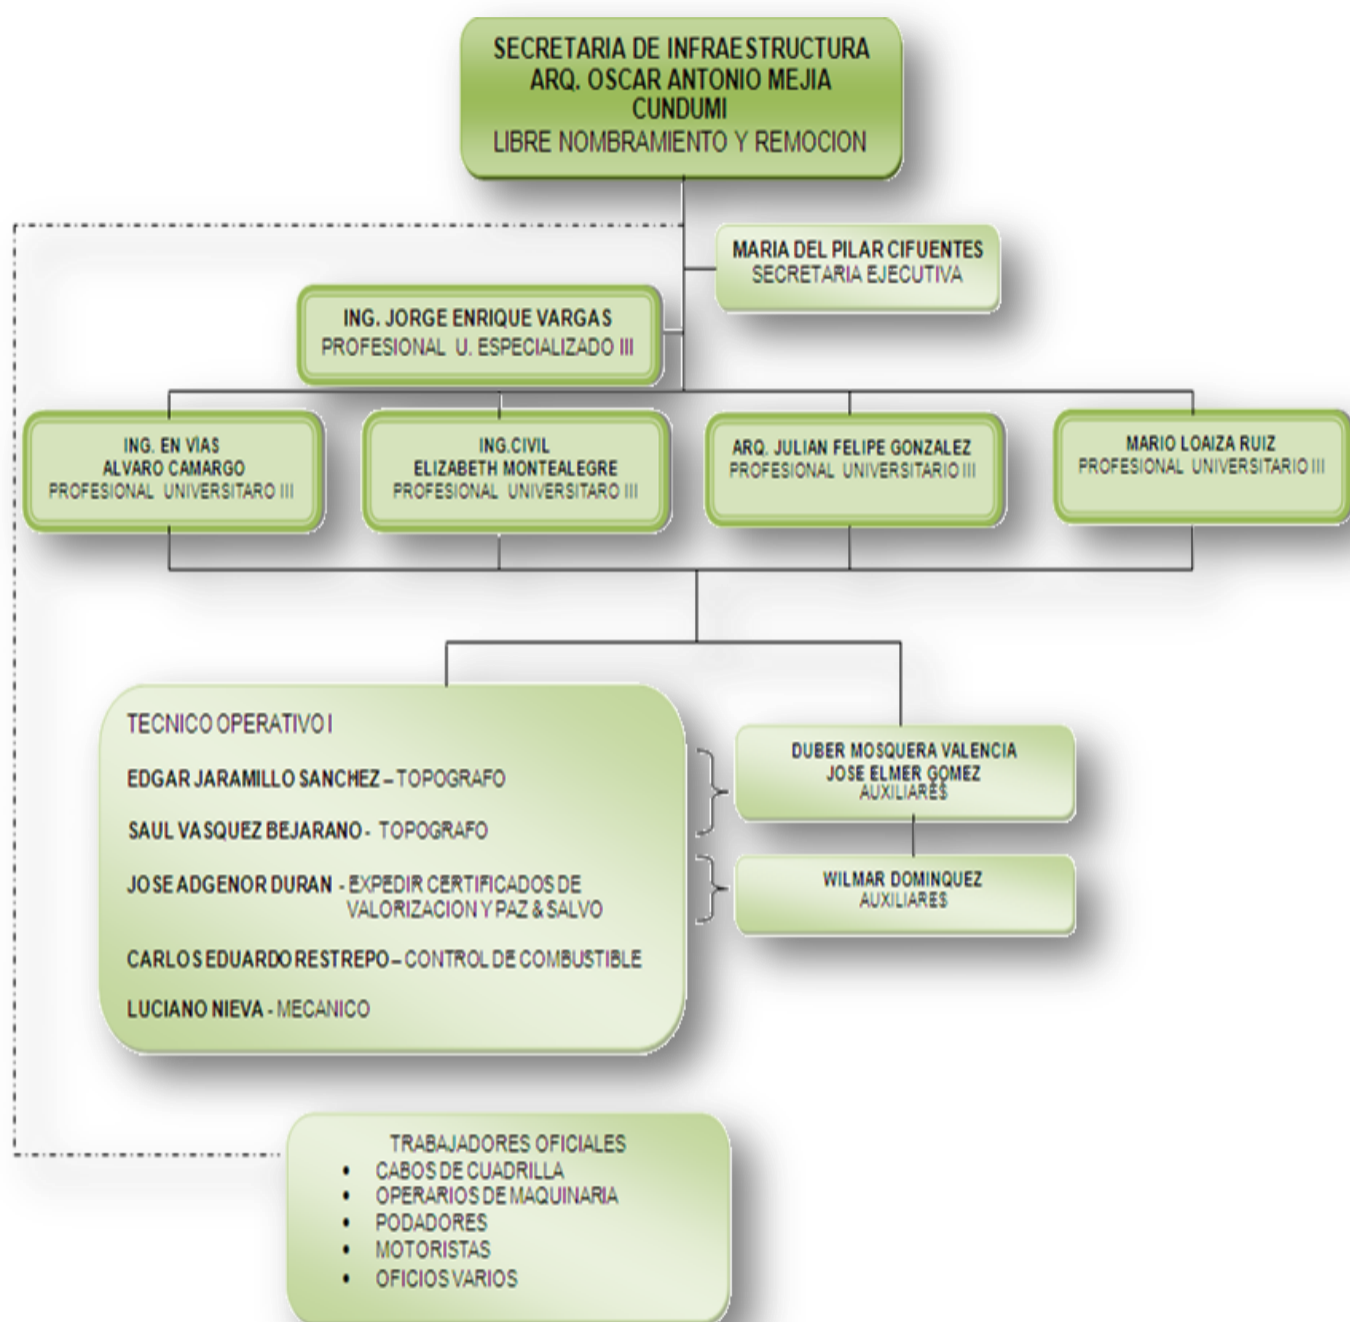 SECRETARIA DE INFRAESTRUCTURA
ARQ. OSCAR ANTONIO MEJIA
CUNDUMI
LIBRE NOMBRAMIENTO Y REMOCION
MARIA DEL PILAR CIFUENTES
SECRETARIA EJECUTIVA
ING. JORGE ENRIQUE VARGAS
PROFESIONAL U. ESPECIALIZADO III
ING. EN VÍAS
ALVARO CAMARGO
PROFESIONAL UNIVERSITARO III
ING.CIVIL
ELIZABETH MONTEALEGRE
PROFESIONAL UNIVERSITARO III
ARQ. JULIAN FELIPE GONZALEZ
PROFESIONAL UNIVERSITARIO III
MARIO LOAIZA RUIZ
PROFESIONAL UNIVERSITARIO III
TECNICO OPERATIVO I
EDGAR JARAMILLO SANCHEZ – TOPOGRAFO
SAUL VASQUEZ BEJARANO - TOPOGRAFO
JOSE ADGENOR DURAN - EXPEDIR CERTIFICADOS DE
VALORIZACION Y PAZ & SALVO
CARLOS EDUARDO RESTREPO – CONTROL DE COMBUSTIBLE
LUCIANO NIEVA - MECANICO
DUBER MOSQUERA VALENCIA
JOSE ELMER GOMEZ
AUXILIARES
WILMAR DOMINQUEZ
AUXILIARES
TRABAJADORES OFICIALES
• CABOS DE CUADRILLA
• OPERARIOS DE MAQUINARIA
• PODADORES
• MOTORISTAS
• OFICIOS VARIOS